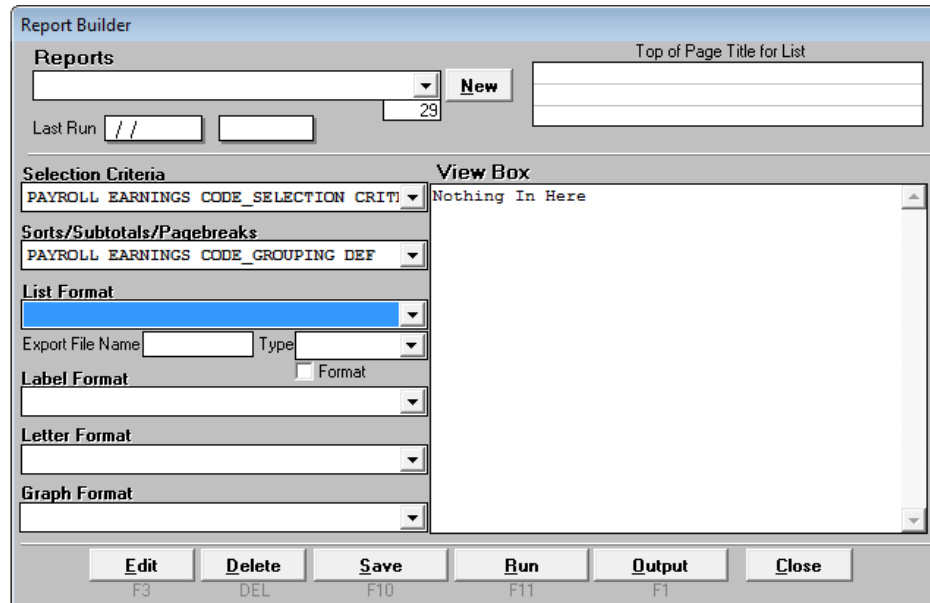 Report Builder
Reports
Top of Page Title for List
New
29
Last Run / /
Selection Criteria
PAYROLL EARNINGS CODE_SELECTION CRITI
Sorts/Subtotals/Pagebreaks
PAYROLL EARNINGS CODE_GROUPING DEF
List Format
Export File Name Type
Format
Label Format
Letter Format
Graph Format
View Box
Nothing In Here
Edit Delete Save Run Output Close
F3 DEL F10 F11 F1